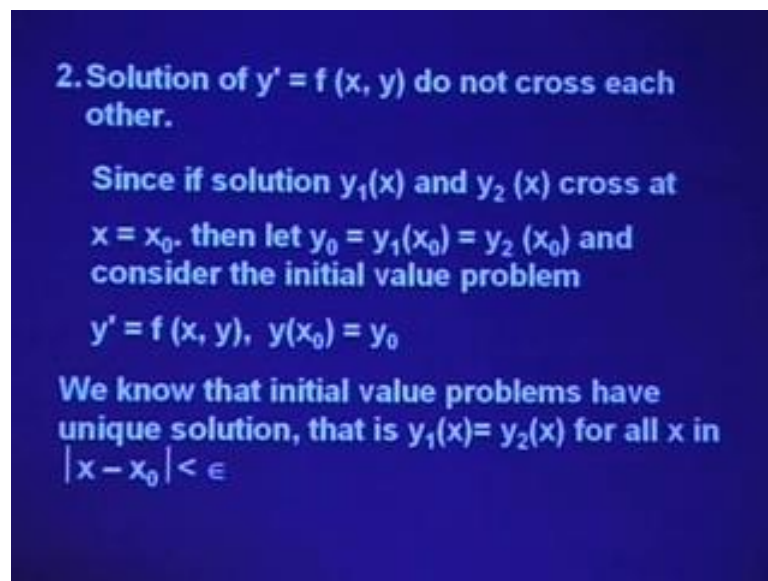 2. Solution of y' = f (x, y) do not cross each
other.
Since if solution y₁(x) and y₂ (x) cross at
x = x₀. then let y₀ = y₁(x₀) = y₂ (x₀) and
consider the initial value problem
y' = f (x, y), y(x₀) = y₀
We know that initial value problems have
unique solution, that is y₁(x)= y₂(x) for all x in
|x – x₀|< ∈